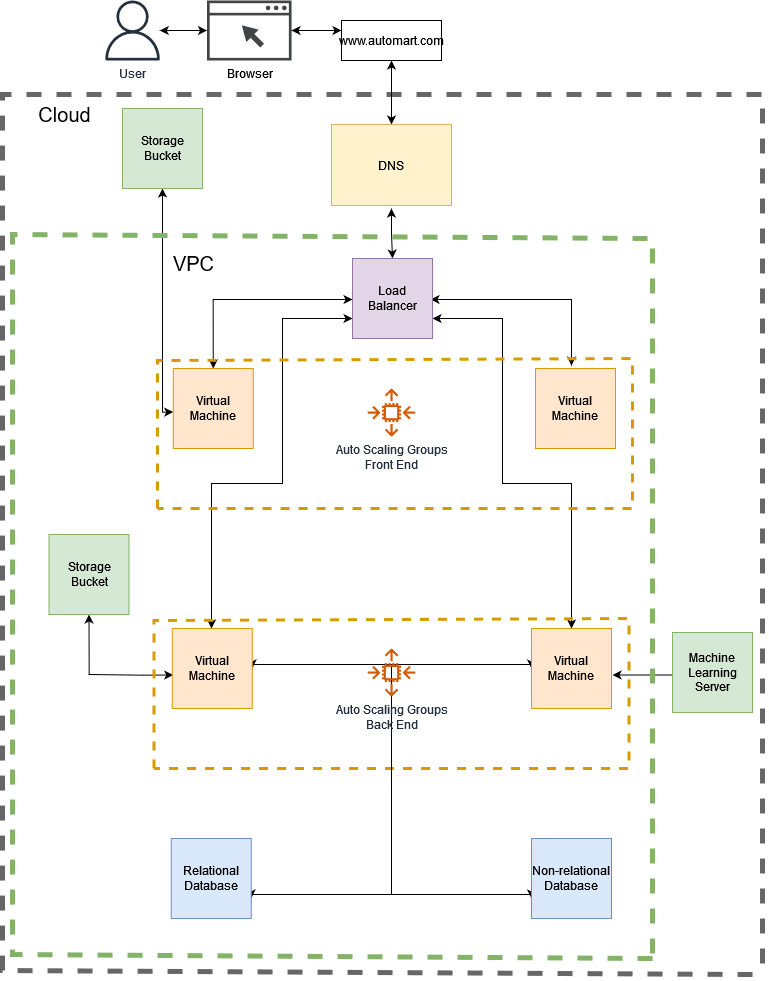 User
Browser
www.automart.com
Cloud
Storage
Bucket
DNS
VPC
Load
Balancer
Virtual
Machine
Virtual
Machine
Auto Scaling Groups
Front End
Storage
Bucket
Virtual
Machine
Virtual
Machine
Machine
Learning
Server
Auto Scaling Groups
Back End
Relational
Database
Non-relational
Database